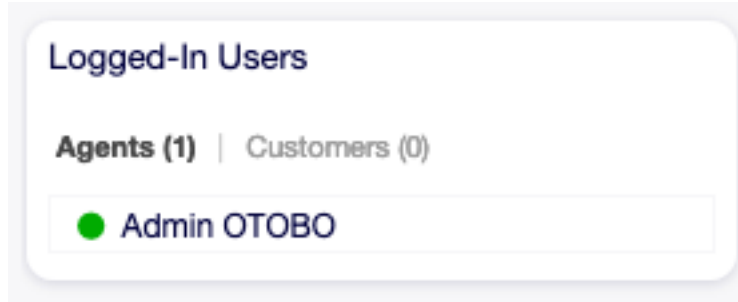 Logged-In Users
Agents (1) | Customers (0)
Admin OTOBO